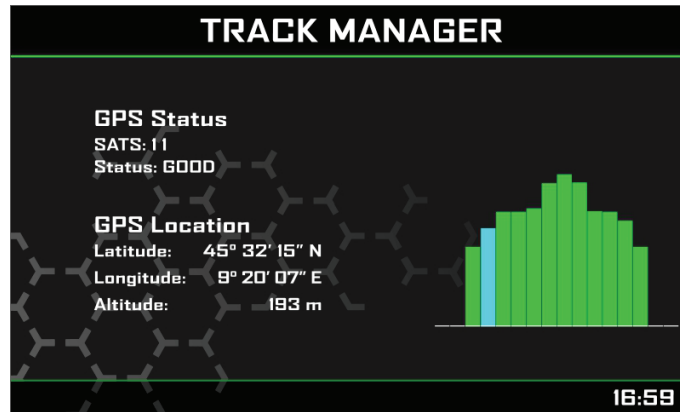 TRACK MANAGER
GPS Status
SATS: 11
Status: GOOD
GPS Location
Latitude: 45° 32' 15" N
Longitude: 9° 20' 07" E
Altitude: 193 m
16:59